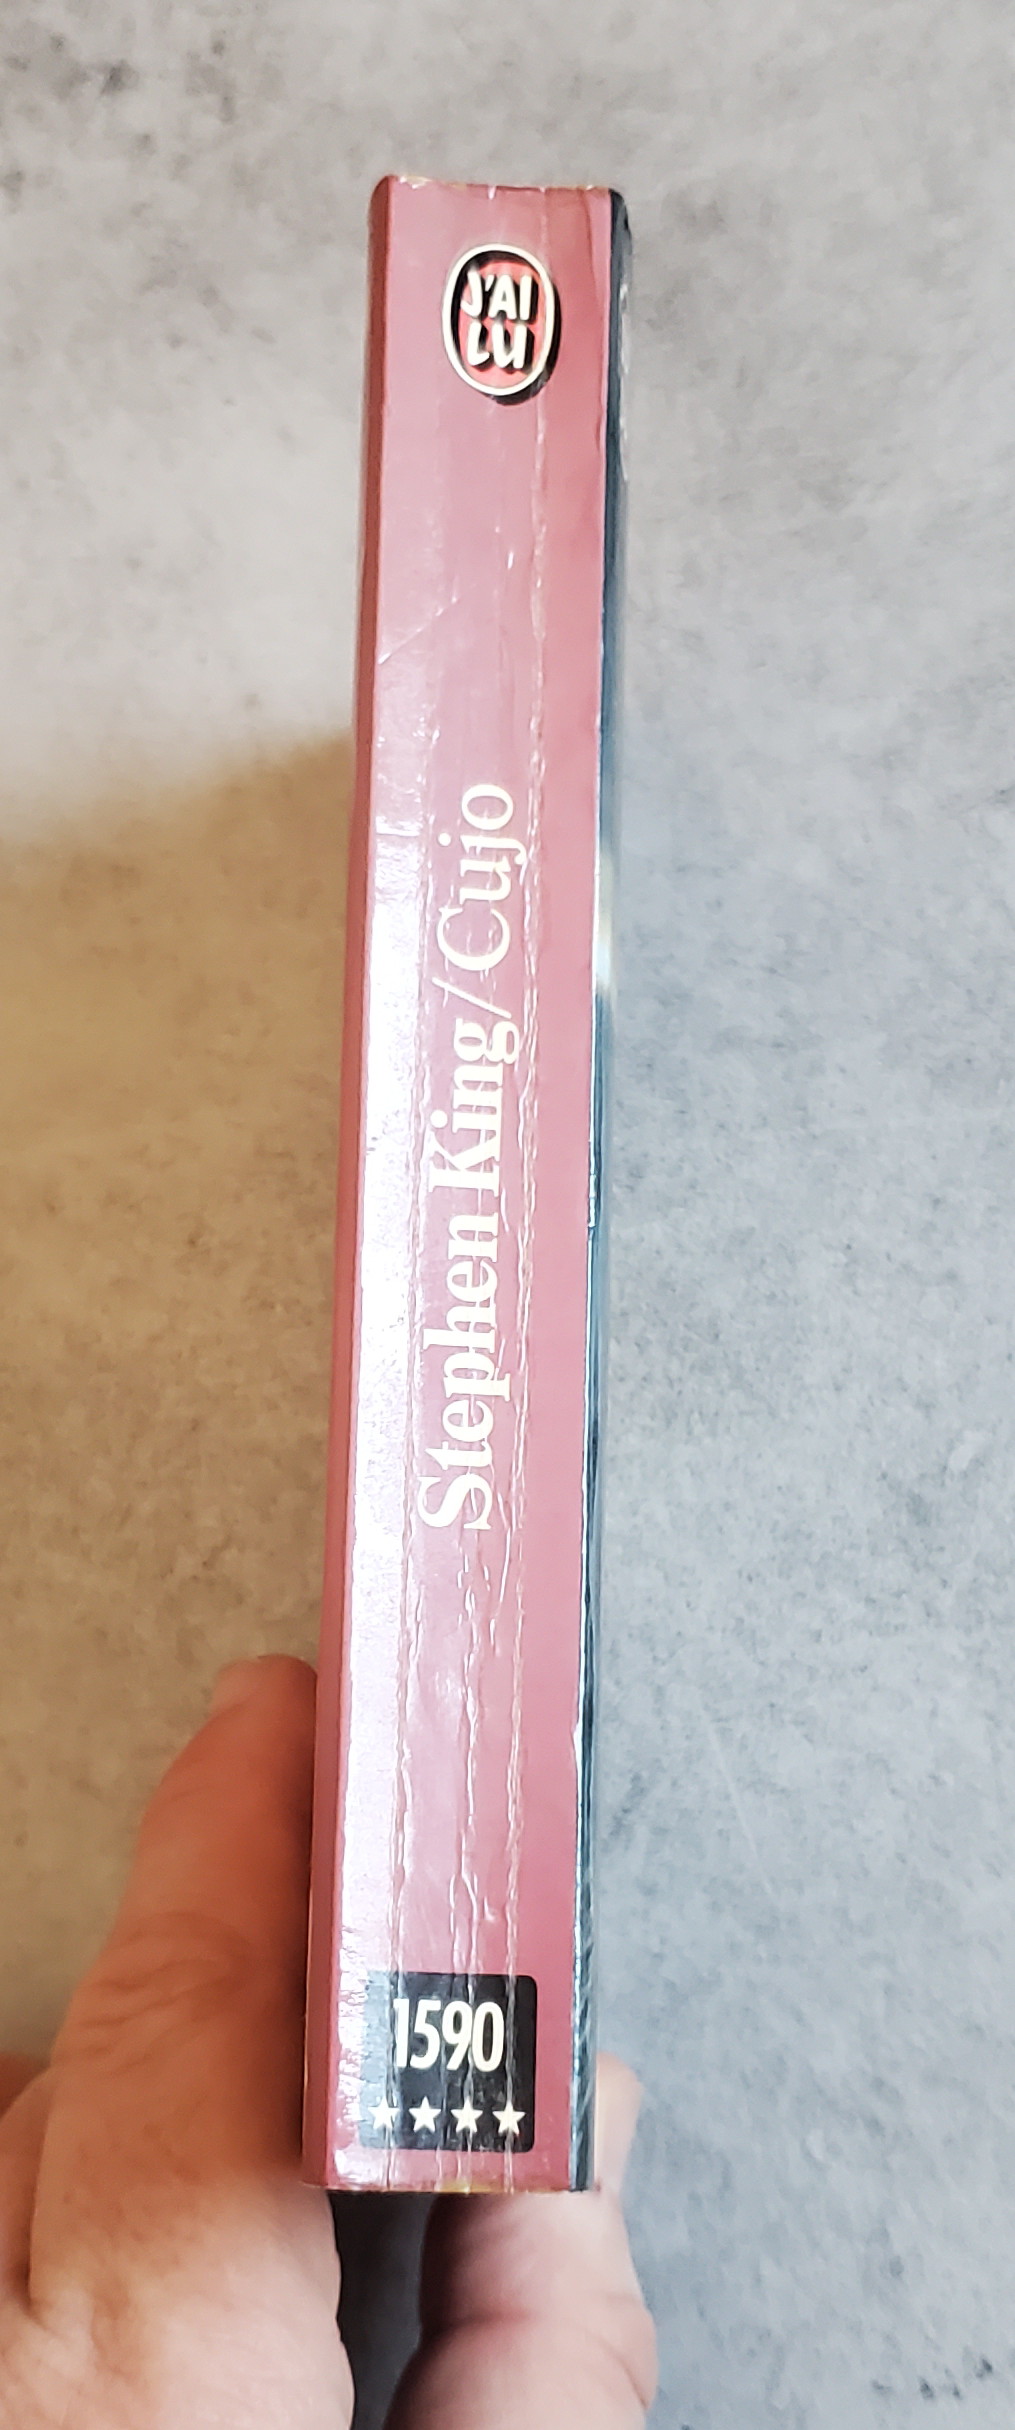 J'AI
LU
Stephen King/Cujo
1590
★★★★